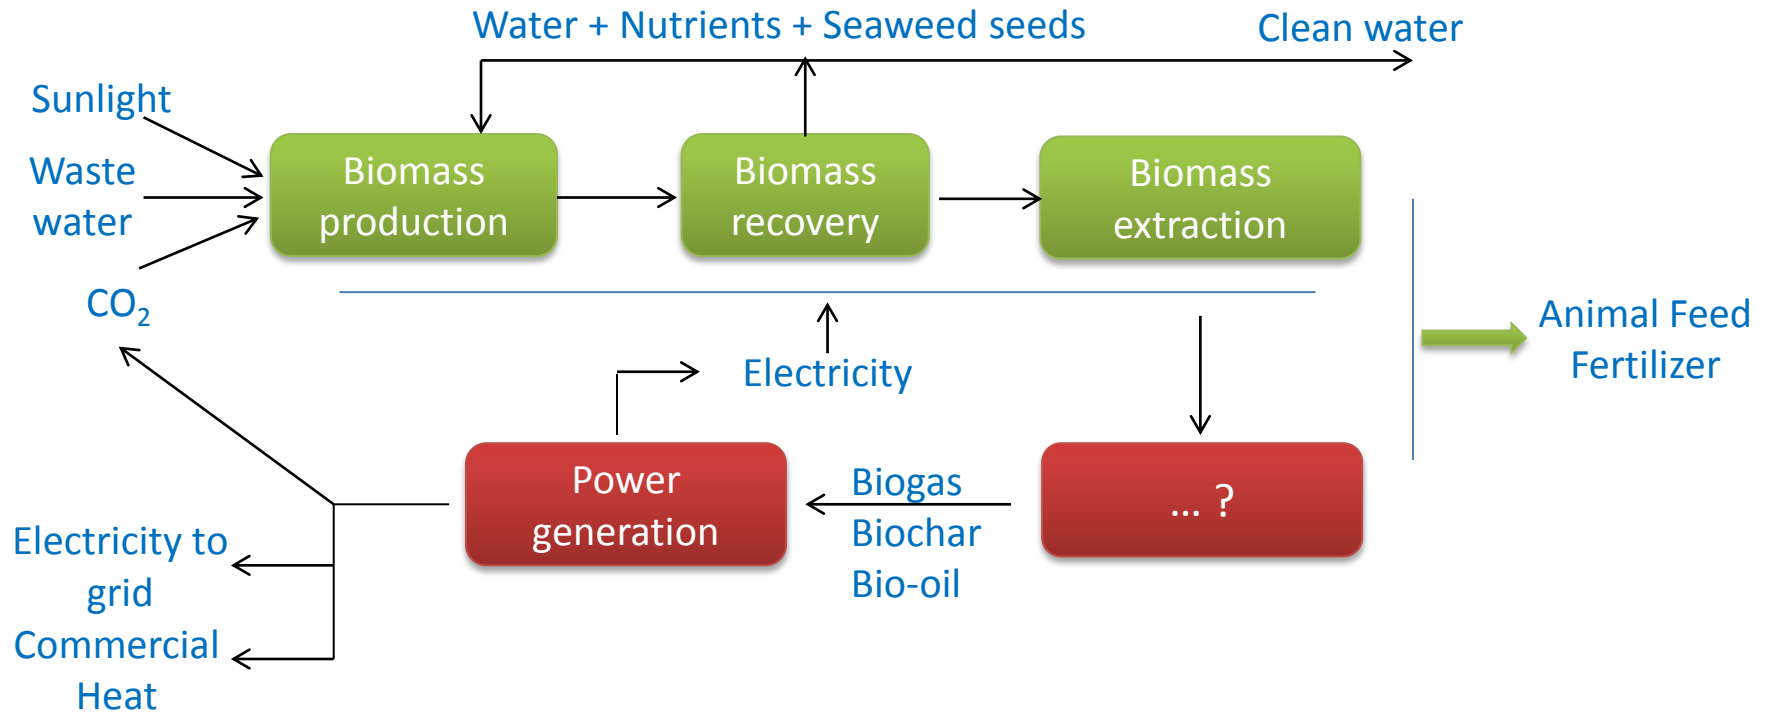 Water + Nutrients + Seaweed seeds
Clean water
Sunlight
Waste
water
CO₂
Biomass
production
Biomass
recovery
Biomass
extraction
Animal Feed
Fertilizer
Electricity
Power
generation
Biogas
Biochar
Bio-oil
... ?
Electricity to
grid
Commercial
Heat